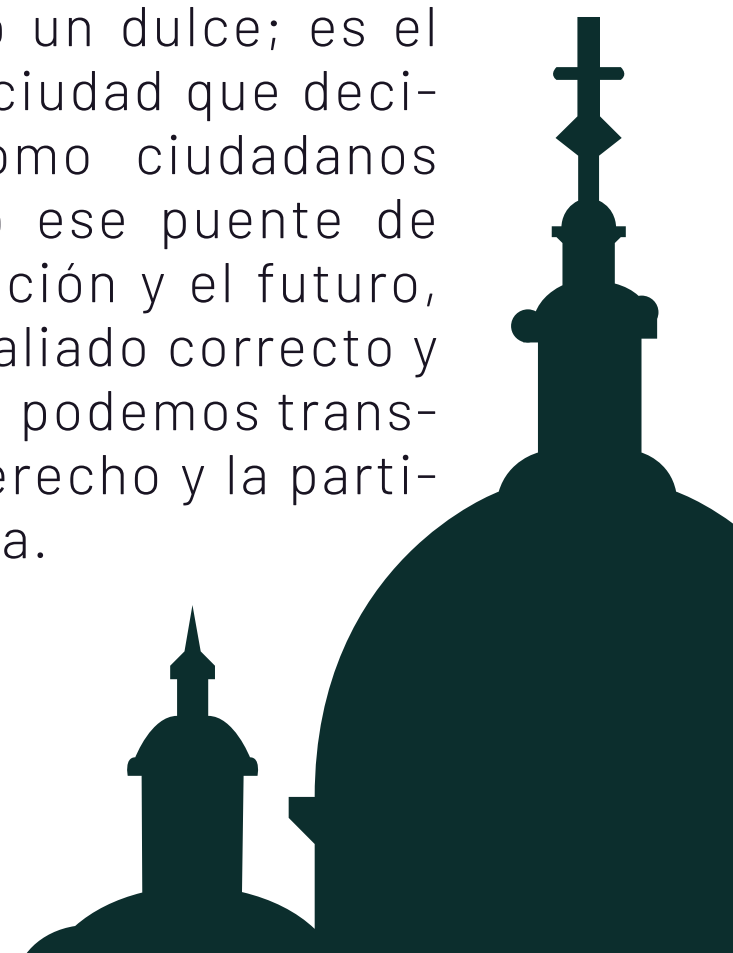 un dulce; es el
ciudad que deci-
omo ciudadanos
ese puente de
ción y el futuro,
aliado correcto y
podemos trans-
erecho y la parti-
a.